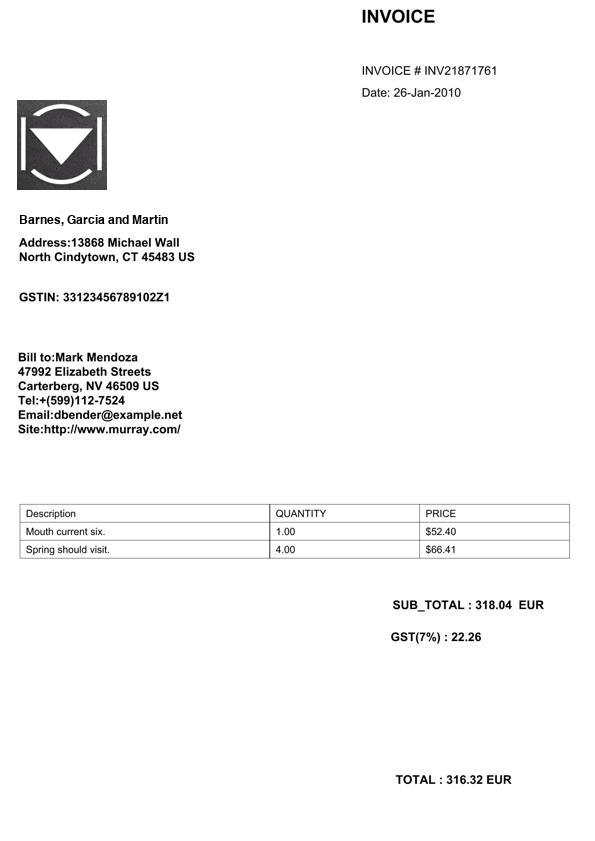 INVOICE
INVOICE # INV21871761
Date: 26-Jan-2010
Barnes, Garcia and Martin
Address:13868 Michael Wall
North Cindytown, CT 45483 US
GSTIN: 33123456789102Z1
Bill to:Mark Mendoza
47992 Elizabeth Streets
Carterberg, NV 46509 US
Tel:+(599)112-7524
Email:dbender@example.net
Site:http://www.murray.com/
Description QUANTITY PRICE
Mouth current six. 1.00 $52.40
Spring should visit. 4.00 $66.41
SUB_TOTAL : 318.04 EUR
GST(7%) : 22.26
TOTAL : 316.32 EUR